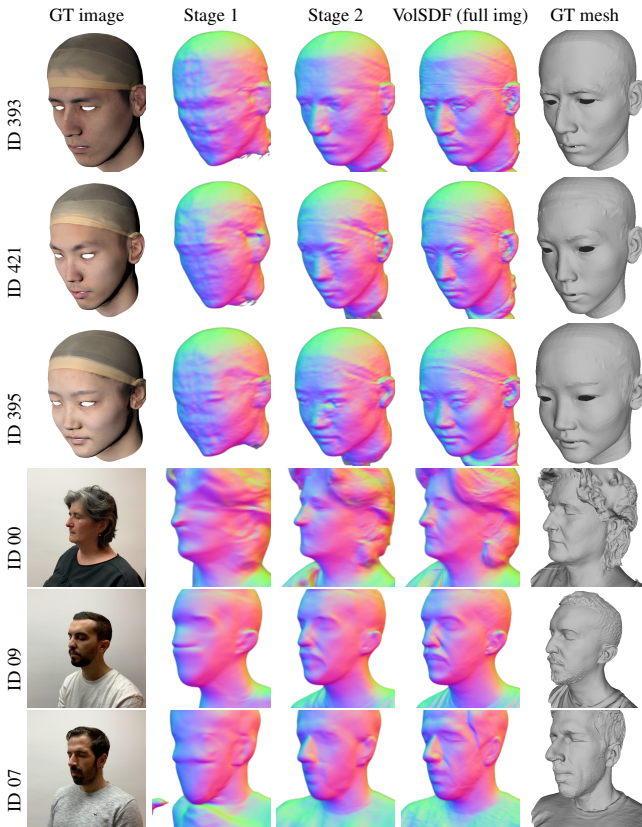 GT image Stage 1 Stage 2 VolSDF (full img) GT mesh
ID 393
ID 421
ID 395
ID 00
ID 09
ID 07